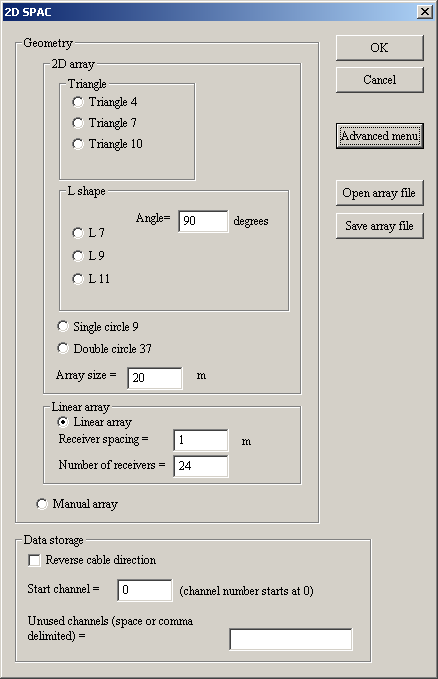 2D SPAC
Geometry
2D array
Triangle
Triangle 4
Triangle 7
Triangle 10
L shape
Angle= 90 degrees
L 7
L 9
L 11
Single circle 9
Double circle 37
Array size = 20 m
Linear array
Linear array
Receiver spacing = 1 m
Number of receivers = 24
Manual array
Data storage
Reverse cable direction
Start channel = 0 (channel number starts at 0)
Unused channels (space or comma
delimited) =
OK
Cancel
Advanced menu
Open array file
Save array file